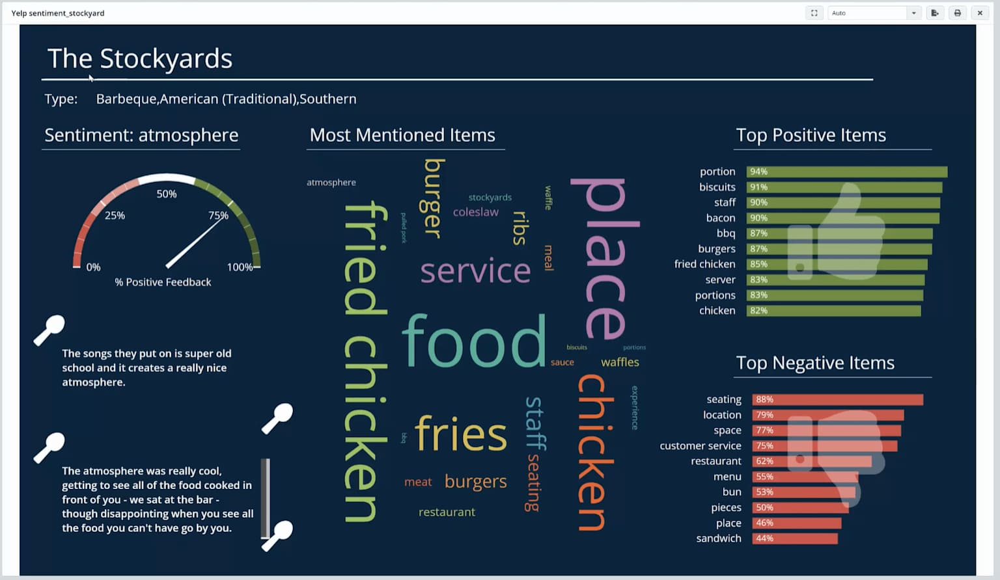 Yelp sentiment_stockyard
Auto
The Stockyards
Type: Barbeque,American (Traditional),Southern
Sentiment: atmosphere
0%
25%
50%
75%
100%
% Positive Feedback
The songs they put on is super old
school and it creates a really nice
atmosphere.
The atmosphere was really cool,
getting to see all of the food cooked in
front of you - we sat at the bar -
though disappointing when you see all
the food you can't have go by you.
Most Mentioned Items
atmosphere
burger
stockyards
waffle
coleslaw
pulled pork
ribs
place
fried chicken
meal
service
food
biscuits
portions
sauce
waffles
chicken
experience
staff
fries
bbq
seating
meat
burgers
restaurant
Top Positive Items
portion 94%
biscuits 91%
staff 90%
bacon 90%
bbq 87%
burgers 87%
fried chicken 85%
server 83%
portions 83%
chicken 82%
Top Negative Items
seating 88%
location 79%
space 77%
customer service 75%
restaurant 62%
menu 55%
bun 53%
pieces 50%
place 46%
sandwich 44%